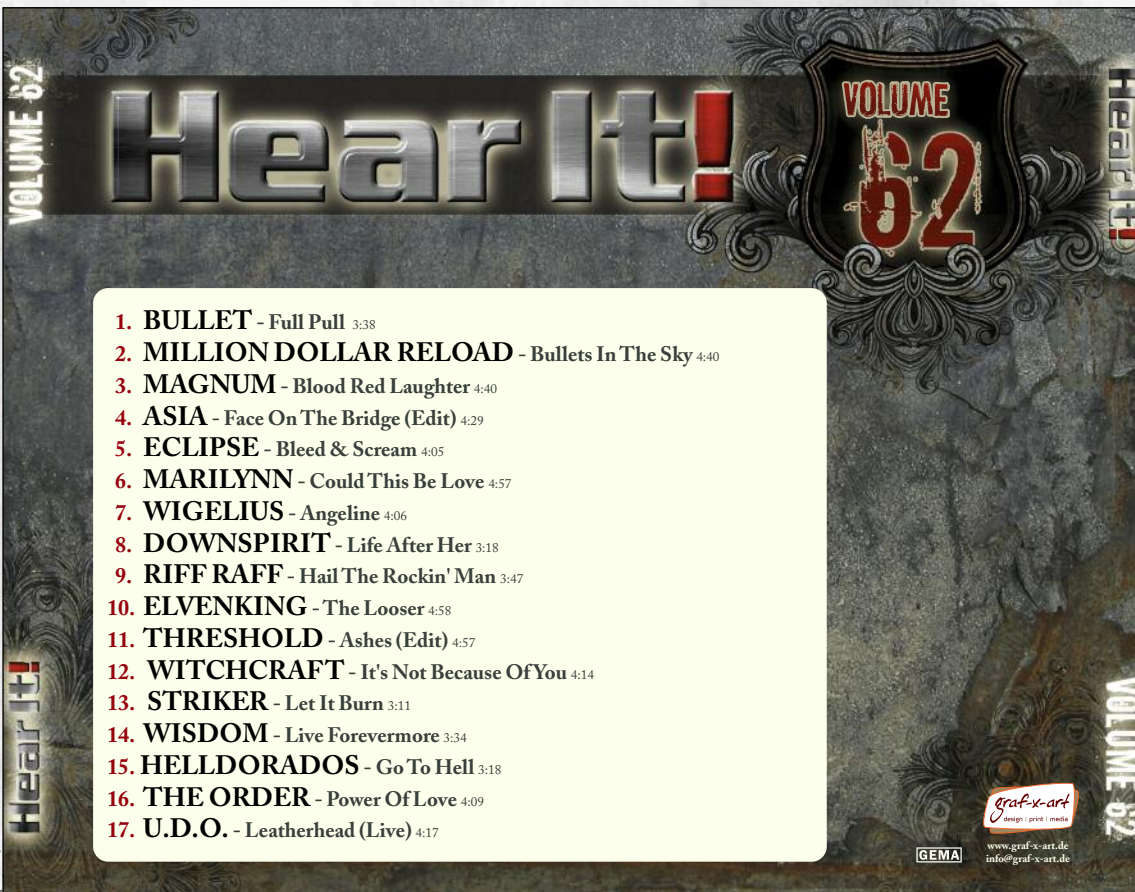 VOLUME 62
Hear It!
VOLUME
62
Hear It!
1. BULLET - Full Pull 3:38
2. MILLION DOLLAR RELOAD - Bullets In The Sky 4:40
3. MAGNUM - Blood Red Laughter 4:40
4. ASIA - Face On The Bridge (Edit) 4:29
5. ECLIPSE - Bleed & Scream 4:05
6. MARILYNN - Could This Be Love 4:57
7. WIGELIUS - Angeline 4:06
8. DOWNSPIRIT - Life After Her 3:18
9. RIFF RAFF - Hail The Rockin' Man 3:47
10. ELVENKING - The Looser 4:58
11. THRESHOLD - Ashes (Edit) 4:57
12. WITCHCRAFT - It's Not Because Of You 4:14
13. STRIKER - Let It Burn 3:11
14. WISDOM - Live Forevermore 3:34
15. HELLDORADOS - Go To Hell 3:18
16. THE ORDER - Power Of Love 4:09
17. U.D.O. - Leatherhead (Live) 4:17
Hear It!
VOLUME 62
graf-x-art
design | print | media
GEMA
www.graf-x-art.de
info@graf-x-art.de